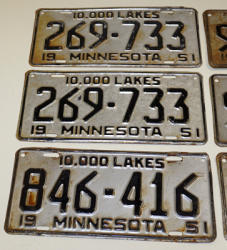 10,000 LAKES
269-733
19 MINNESOTA 51
10.000 LAKES
269-733
19 MINNESOTA 51
10.000 LAKES
846-416
19 MINNESOTA 51